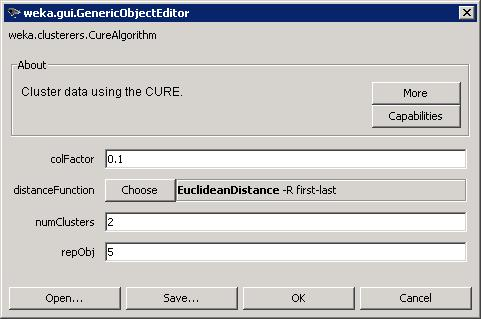 weka.gui.GenericObjectEditor
weka.clusterers.CureAlgorithm
About
Cluster data using the CURE.
More
Capabilities
colFactor 0.1
distanceFunction Choose EuclideanDistance -R first-last
numClusters 2
repObj 5
Open... Save... OK Cancel